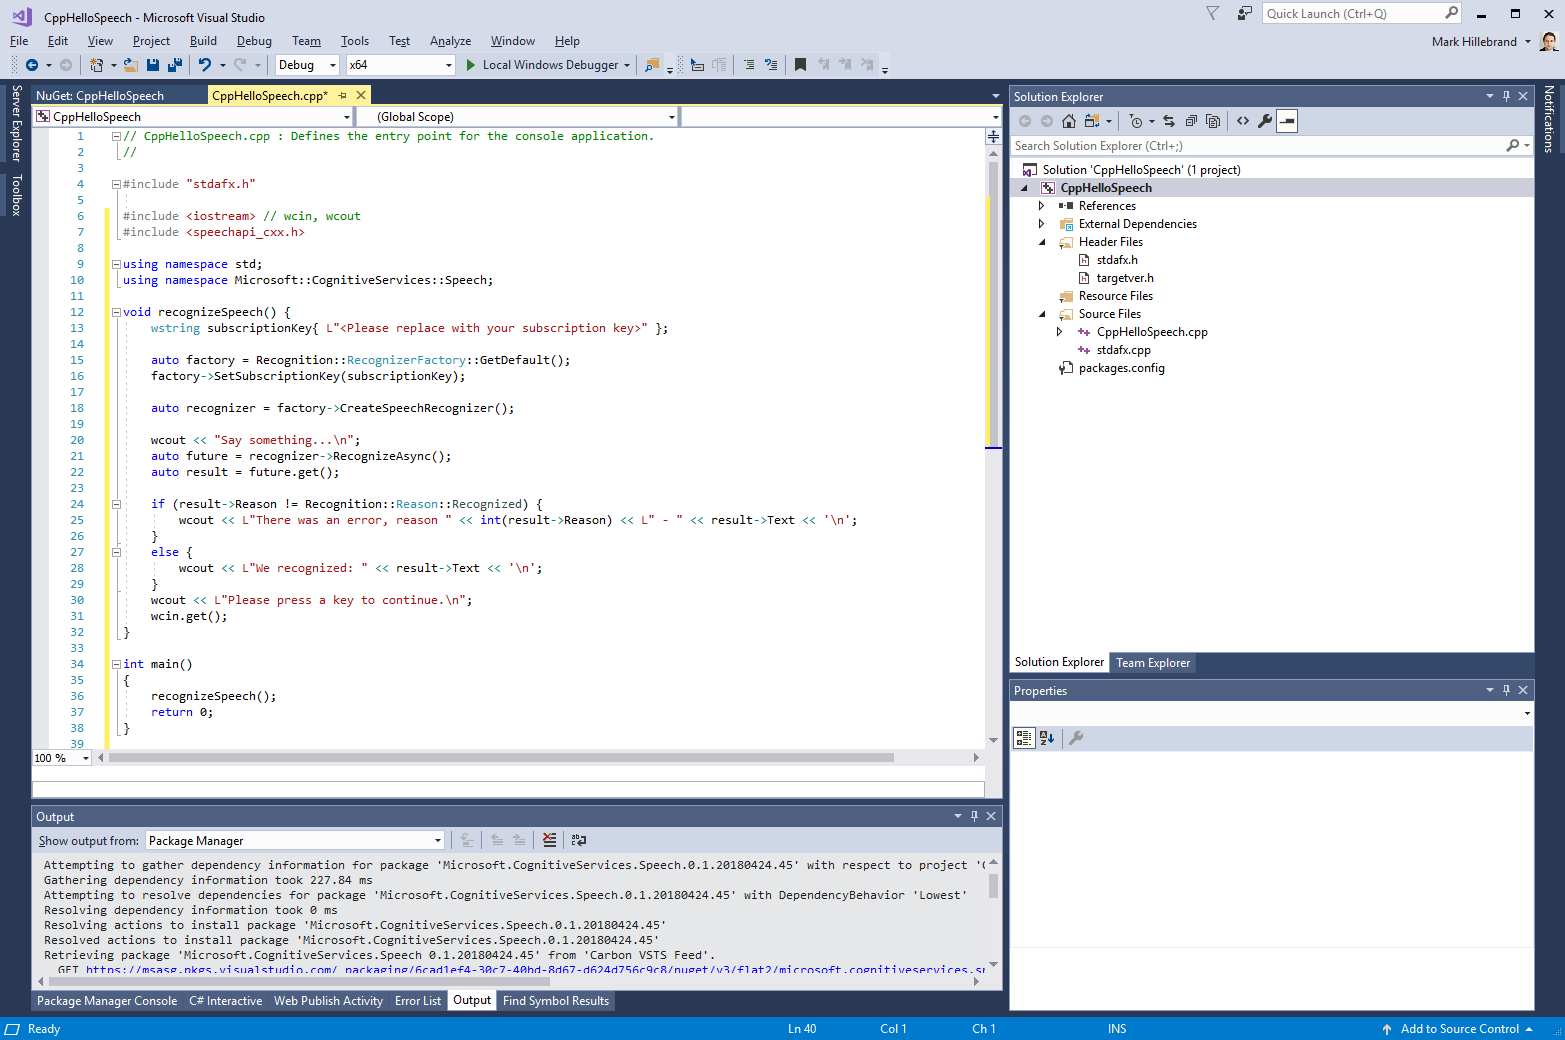 CppHelloSpeech - Microsoft Visual Studio
Quick Launch (Ctrl+Q)
File Edit View Project Build Debug Team Tools Test Analyze Window Help
Mark Hillebrand
Debug x64 Local Windows Debugger
Server Explorer
Toolbox
NuGet: CppHelloSpeech CppHelloSpeech.cpp*
CppHelloSpeech (Global Scope)
1 // CppHelloSpeech.cpp : Defines the entry point for the console application.
2 //
3
4 #include "stdafx.h"
5
6 #include <iostream> // wcin, wcout
7 #include <speechapi_cxx.h>
8
9 using namespace std;
10 using namespace Microsoft::CognitiveServices::Speech;
11
12 void recognizeSpeech() {
13 wstring subscriptionKey{ L"<Please replace with your subscription key>" };
14
15 auto factory = Recognition::RecognizerFactory::GetDefault();
16 factory->SetSubscriptionKey(subscriptionKey);
17
18 auto recognizer = factory->CreateSpeechRecognizer();
19
20 wcout << "Say something...\n";
21 auto future = recognizer->RecognizeAsync();
22 auto result = future.get();
23
24 if (result->Reason != Recognition::Reason::Recognized) {
25 wcout << L"There was an error, reason " << int(result->Reason) << L" - " << result->Text << '\n';
26 }
27 else {
28 wcout << L"We recognized: " << result->Text << '\n';
29 }
30 wcout << L"Please press a key to continue.\n";
31 wcin.get();
32 }
33
34 int main()
35 {
36 recognizeSpeech();
37 return 0;
38 }
39
100 %
Output
Show output from: Package Manager
Attempting to gather dependency information for package 'Microsoft.CognitiveServices.Speech.0.1.20180424.45' with respect to project '
Gathering dependency information took 227.84 ms
Attempting to resolve dependencies for package 'Microsoft.CognitiveServices.Speech.0.1.20180424.45' with DependencyBehavior 'Lowest'
Resolving dependency information took 0 ms
Resolving actions to install package 'Microsoft.CognitiveServices.Speech.0.1.20180424.45'
Resolved actions to install package 'Microsoft.CognitiveServices.Speech.0.1.20180424.45'
Retrieving package 'Microsoft.CognitiveServices.Speech 0.1.20180424.45' from 'Carbon VSTS Feed'.
GET https://msasg.pkgs.visualstudio.com/_packaging/6cad1ef4-30c7-40bd-8d67-d624d756c9c8/nuget/v3/flat2/microsoft.cognitiveservices.
Package Manager Console C# Interactive Web Publish Activity Error List Output Find Symbol Results
Solution Explorer
Search Solution Explorer (Ctrl+;)
Solution 'CppHelloSpeech' (1 project)
CppHelloSpeech
References
External Dependencies
Header Files
stdafx.h
targetver.h
Resource Files
Source Files
CppHelloSpeech.cpp
stdafx.cpp
packages.config
Solution Explorer Team Explorer
Properties
Notifications
Ready Ln 40 Col 1 Ch 1 INS Add to Source Control